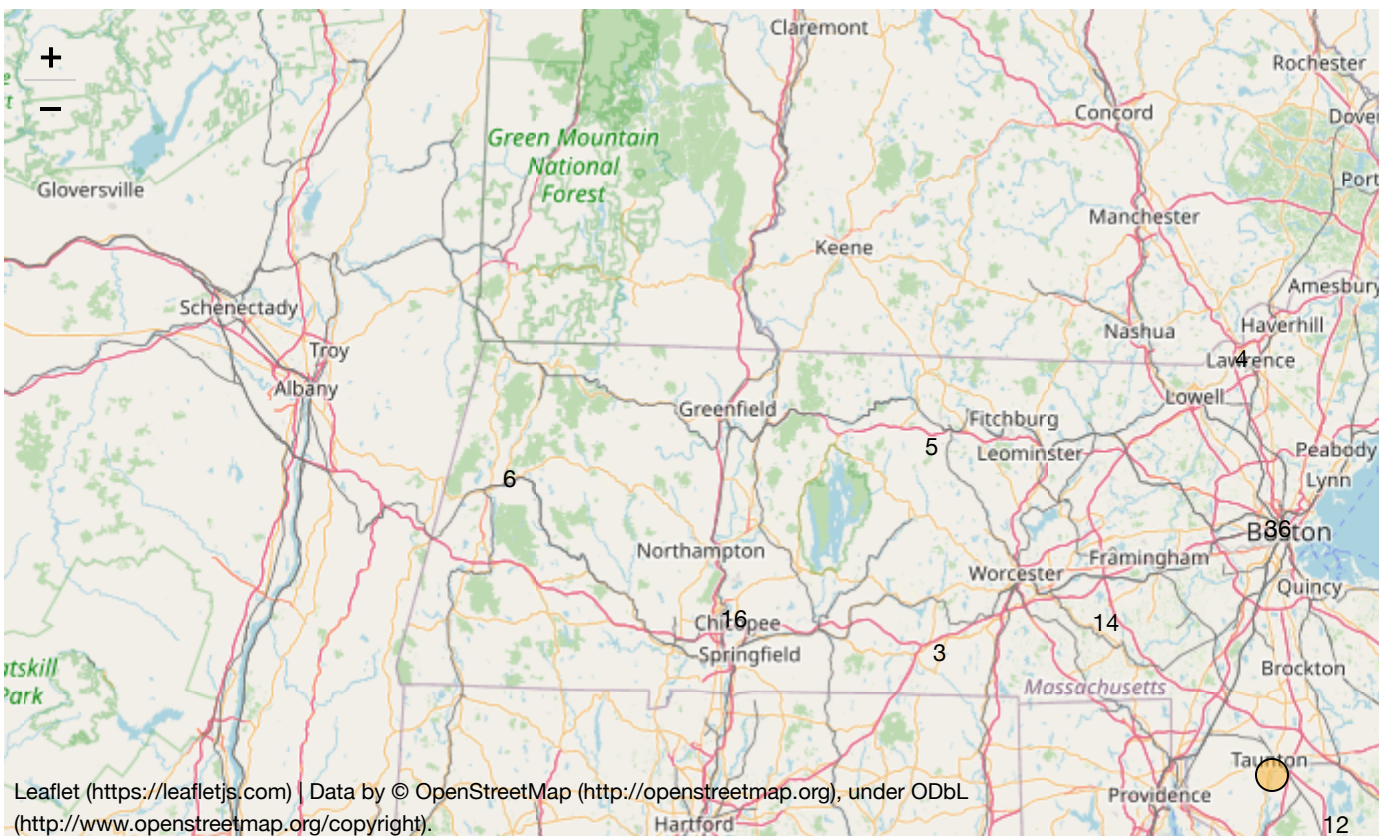 Claremont
+
Rochester
−
Concord
Dove
Green Mountain
National
Forest
Gloversville
Port
Manchester
Keene
Amesbury
Schenectady
Haverhill
Nashua
Troy
4
Lawrence
Albany
Lowell
Greenfield
Fitchburg
5
Leominster
Peabody
6
Lynn
36
Boston
Northampton
Framingham
Worcester
Quincy
16
Chicopee
14
3
Springfield
atskill
Park
Brockton
Massachusetts
Taunton
Providence
Leaflet (https://leafletjs.com) | Data by © OpenStreetMap (http://openstreetmap.org), under ODbL
(http://www.openstreetmap.org/copyright).
Hartford
12